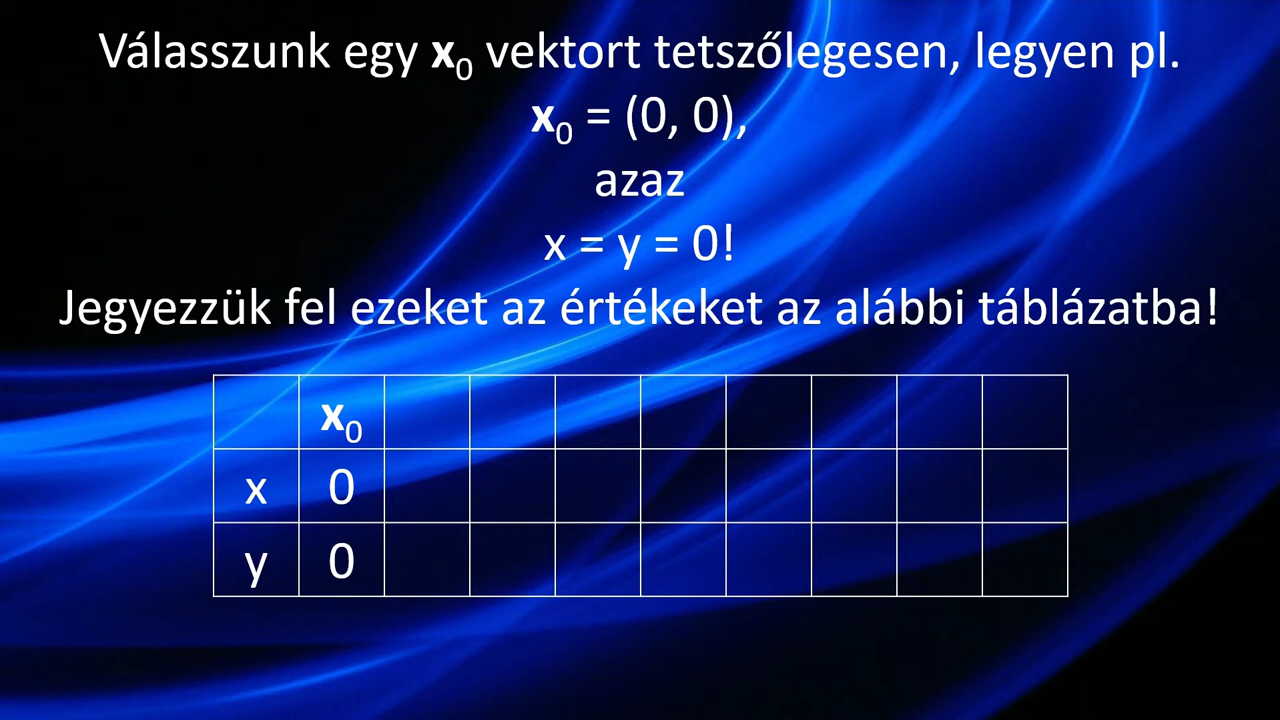 Válasszunk egy x₀ vektort tetszőlegesen, legyen pl.
x₀ = (0, 0),
azaz
x = y = 0!
Jegyezzük fel ezeket az értékeket az alábbi táblázatba!
x₀
x 0
y 0